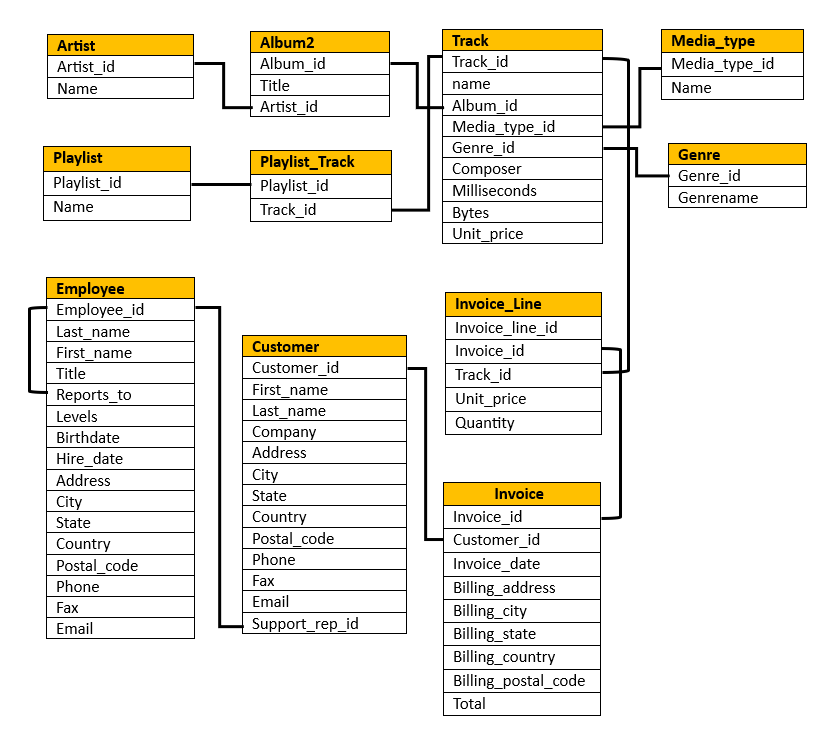 Artist
Artist_id
Name
Album2
Album_id
Title
Artist_id
Track
Track_id
name
Album_id
Media_type_id
Genre_id
Composer
Milliseconds
Bytes
Unit_price
Media_type
Media_type_id
Name
Playlist
Playlist_id
Name
Playlist_Track
Playlist_id
Track_id
Genre
Genre_id
Genrename
Employee
Employee_id
Last_name
First_name
Title
Reports_to
Levels
Birthdate
Hire_date
Address
City
State
Country
Postal_code
Phone
Fax
Email
Customer
Customer_id
First_name
Last_name
Company
Address
City
State
Country
Postal_code
Phone
Fax
Email
Support_rep_id
Invoice_Line
Invoice_line_id
Invoice_id
Track_id
Unit_price
Quantity
Invoice
Invoice_id
Customer_id
Invoice_date
Billing_address
Billing_city
Billing_state
Billing_country
Billing_postal_code
Total